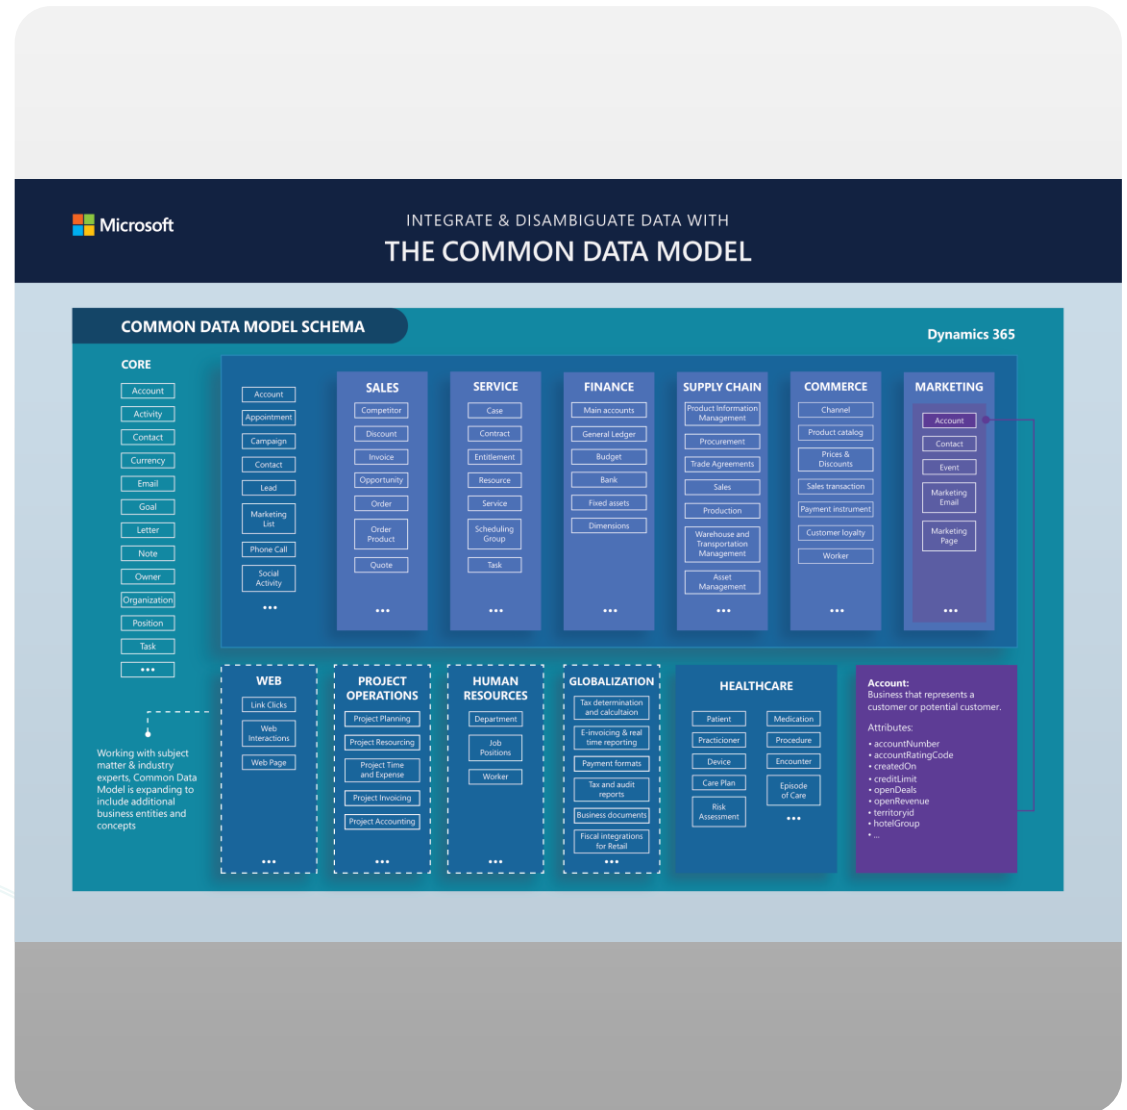 Microsoft
INTEGRATE & DISAMBIGUATE DATA WITH
THE COMMON DATA MODEL
COMMON DATA MODEL SCHEMA
Dynamics 365
CORE
Account
Activity
Contact
Currency
Email
Goal
Letter
Note
Owner
Organization
Position
Task
...
Working with subject
matter & industry
experts, Common Data
Model is expanding to
include additional
business entities and
concepts
Account
Appointment
Campaign
Contact
Lead
Marketing
List
Phone Call
Social
Activity
...
SALES
Competitor
Discount
Invoice
Opportunity
Order
Order
Product
Quote
...
SERVICE
Case
Contract
Entitlement
Resource
Service
Scheduling
Group
Task
...
FINANCE
Main accounts
General Ledger
Budget
Bank
Fixed assets
Dimensions
...
SUPPLY CHAIN
Product Information
Management
Procurement
Trade Agreements
Sales
Production
Warehouse and
Transportation
Management
Asset
Management
...
COMMERCE
Channel
Product catalog
Prices &
Discounts
Sales transaction
Payment instrument
Customer loyalty
Worker
...
MARKETING
Account
Contact
Event
Marketing
Email
Marketing
Page
...
WEB
Link Clicks
Web
Interactions
Web Page
...
PROJECT
OPERATIONS
Project Planning
Project Resourcing
Project Time
and Expense
Project Invoicing
Project Accounting
...
HUMAN
RESOURCES
Department
Job
Positions
Worker
...
GLOBALIZATION
Tax determination
and calcultaion
E-invoicing & real
time reporting
Payment formats
Tax and audit
reports
Business documents
Fiscal integrations
for Retail
...
HEALTHCARE
Patient
Practicioner
Device
Care Plan
Risk
Assessment
Medication
Procedure
Encounter
Episode
of Care
...
Account:
Business that represents a
customer or potential customer.
Attributes:
• accountNumber
• accountRatingCode
• createdOn
• creditLimit
• openDeals
• openRevenue
• territoryid
• hotelGroup
• ...